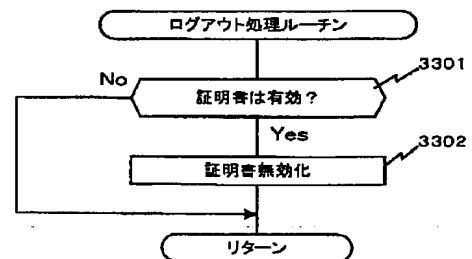 ログアウト処理ルーチン
3301
No
証明書は有効？
Yes
3302
証明書無効化
リターン